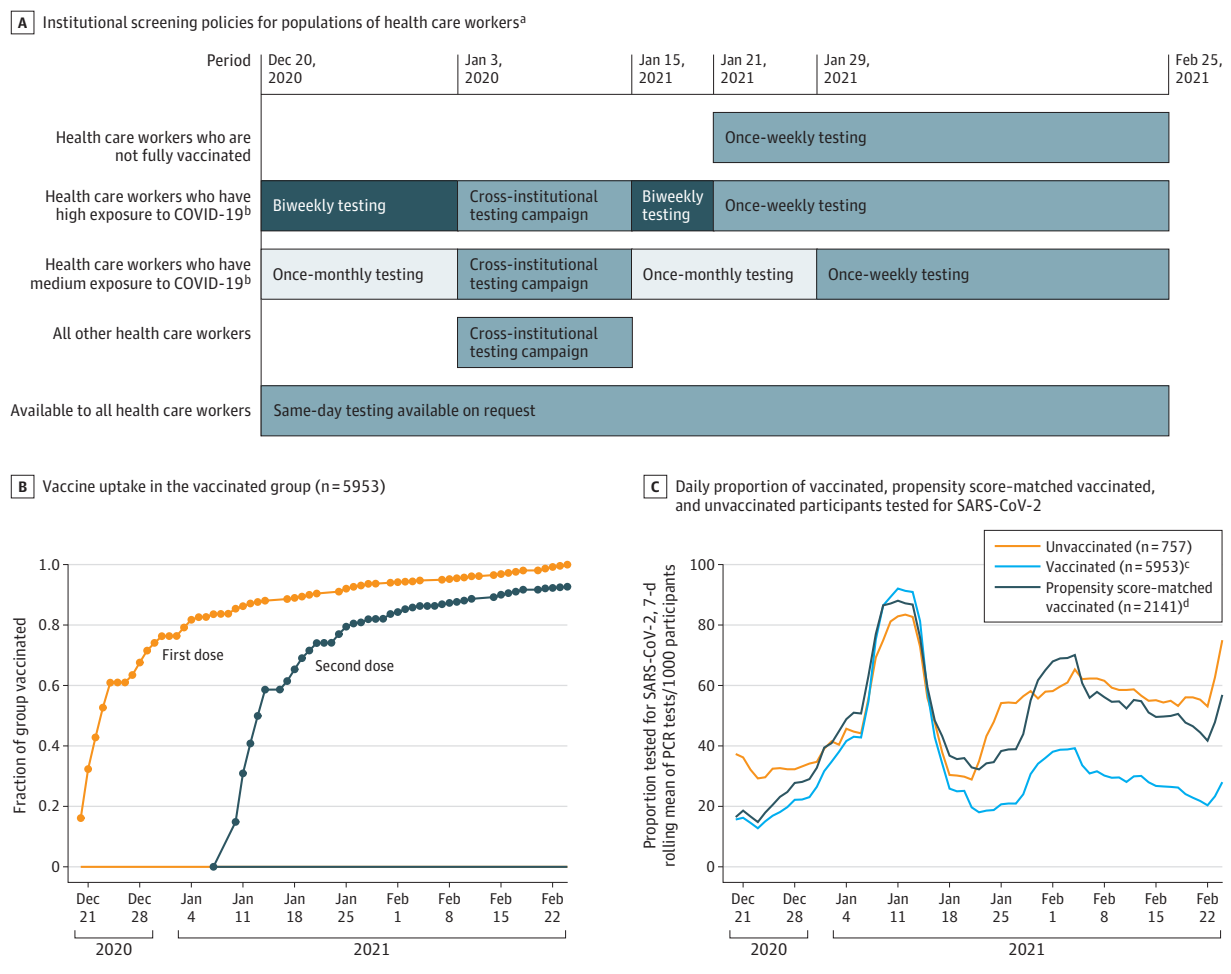 A Institutional screening policies for populations of health care workersa
Period
Dec 20,
2020
Jan 3,
2020
Jan 15,
2021
Jan 21,
2021
Jan 29,
2021
Feb 25,
2021
Health care workers who are
not fully vaccinated
Once-weekly testing
Health care workers who have
high exposure to COVID-19b
Biweekly testing
Cross-institutional
testing campaign
Biweekly
testing
Once-weekly testing
Health care workers who have
medium exposure to COVID-19b
Once-monthly testing
Cross-institutional
testing campaign
Once-monthly testing
Once-weekly testing
All other health care workers
Cross-institutional
testing campaign
Available to all health care workers
Same-day testing available on request
B Vaccine uptake in the vaccinated group (n=5953)
Fraction of group vaccinated
1.0
0.8
0.6
0.4
0.2
0
First dose
Second dose
Dec
21
Dec
28
Jan
4
Jan
11
Jan
18
Jan
25
Feb
1
Feb
8
Feb
15
Feb
22
2020
2021
C Daily proportion of vaccinated, propensity score-matched vaccinated,
and unvaccinated participants tested for SARS-CoV-2
Unvaccinated (n=757)
Vaccinated (n=5953)c
Propensity score-matched
vaccinated (n=2141)d
Proportion tested for SARS-CoV-2, 7-d
rolling mean of PCR tests/1000 participants
100
80
60
40
20
0
Dec
21
Dec
28
Jan
4
Jan
11
Jan
18
Jan
25
Feb
1
Feb
8
Feb
15
Feb
22
2020
2021